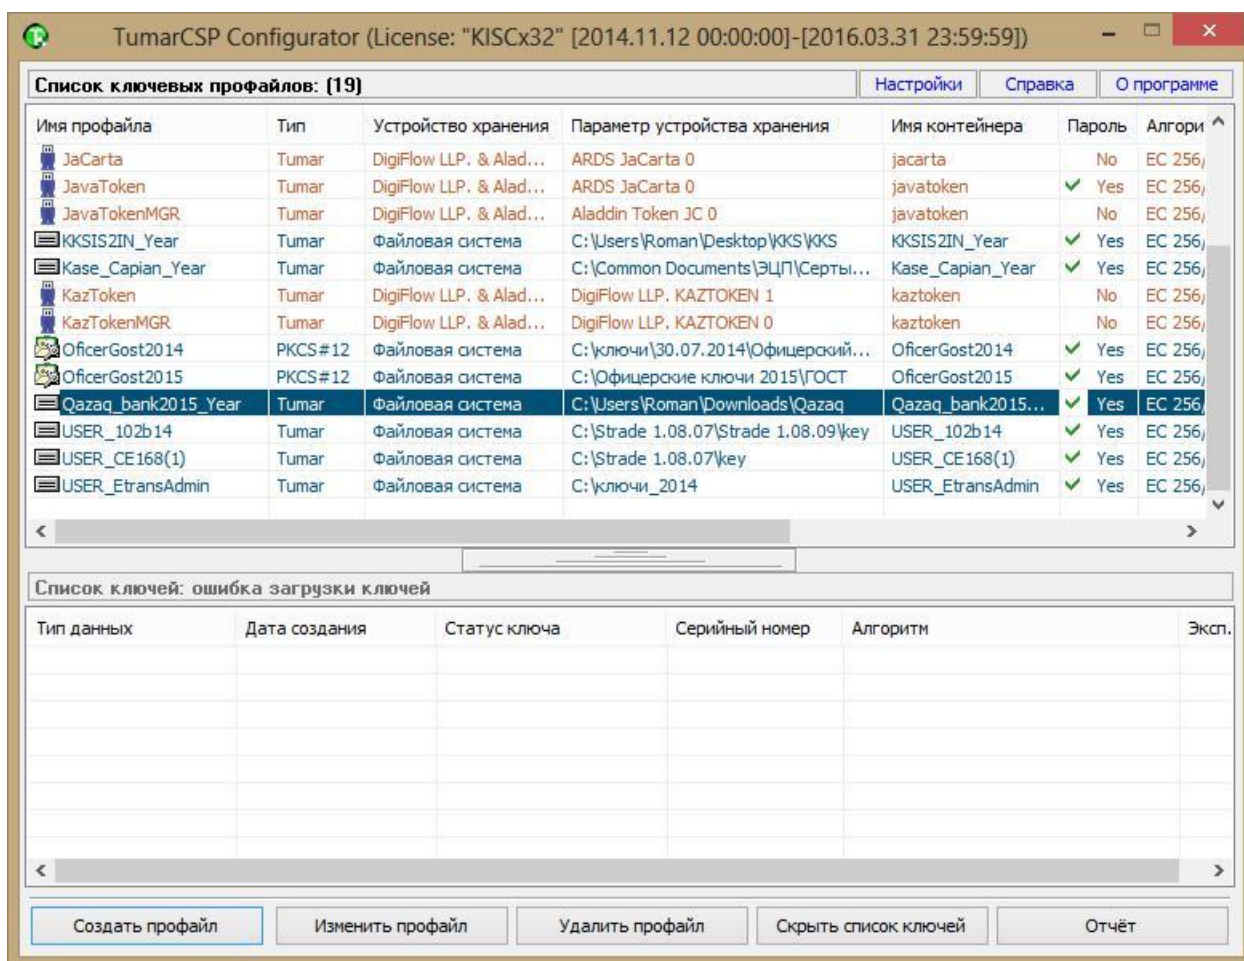 TumarCSP Configurator (License: "KISCx32" [2014.11.12 00:00:00]-[2016.03.31 23:59:59])
Список ключевых профайлов: (19) Настройки Справка О программе
Имя профайла Тип Устройство хранения Параметр устройства хранения Имя контейнера Пароль Алгори
JaCarta Tumar DigiFlow LLP. & Alad... ARDS JaCarta 0 jacarta No EC 256/
JavaToken Tumar DigiFlow LLP. & Alad... ARDS JaCarta 0 javatoken Yes EC 256/
JavaTokenMGR Tumar DigiFlow LLP. & Alad... Aladdin Token JC 0 javatoken No EC 256/
KKSIS2IN_Year Tumar Файловая система C:\Users\Roman\Desktop\KKS\KKS KKSIS2IN_Year Yes EC 256/
Kase_Capian_Year Tumar Файловая система C:\Common Documents\ЭЦП\Серты... Kase_Capian_Year Yes EC 256/
KazToken Tumar DigiFlow LLP. & Alad... DigiFlow LLP. KAZTOKEN 1 kaztoken No EC 256/
KazTokenMGR Tumar DigiFlow LLP. & Alad... DigiFlow LLP. KAZTOKEN 0 kaztoken No EC 256/
OficerGost2014 PKCS#12 Файловая система C:\ключи\30.07.2014\Офицерский... OficerGost2014 Yes EC 256/
OficerGost2015 PKCS#12 Файловая система C:\Офицерские ключи 2015\ГОСТ OficerGost2015 Yes EC 256/
Qazaq_bank2015_Year Tumar Файловая система C:\Users\Roman\Downloads\Qazaq Qazaq_bank2015... Yes EC 256/
USER_102b14 Tumar Файловая система C:\Strade 1.08.07\Strade 1.08.09\key USER_102b14 Yes EC 256/
USER_CE168(1) Tumar Файловая система C:\Strade 1.08.07\key USER_CE168(1) Yes EC 256/
USER_EtransAdmin Tumar Файловая система C:\ключи_2014 USER_EtransAdmin Yes EC 256/
Список ключей: ошибка загрузки ключей
Тип данных Дата создания Статус ключа Серийный номер Алгоритм Эксп.
Создать профайл Изменить профайл Удалить профайл Скрыть список ключей Отчёт